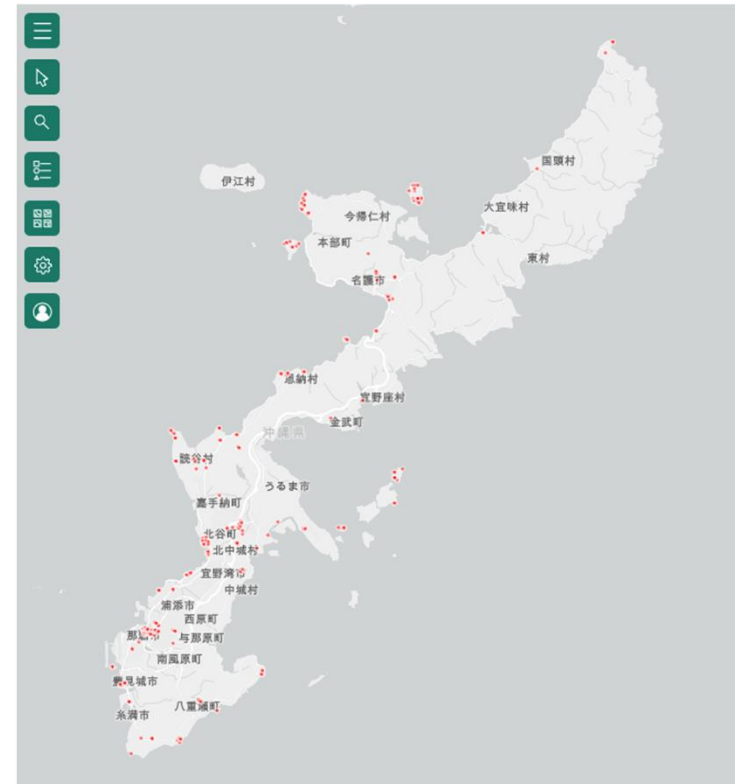 国頭村
伊江村
大宜味村
今帰仁村
本部町
東村
名護市
恩納村
宜野座村
金武町
沖縄県
読谷村
うるま市
嘉手納町
北谷町
北中城村
宜野湾市
中城村
浦添市
西原町
与那原町
南風原町
豊見城市
八重瀬町
糸満市